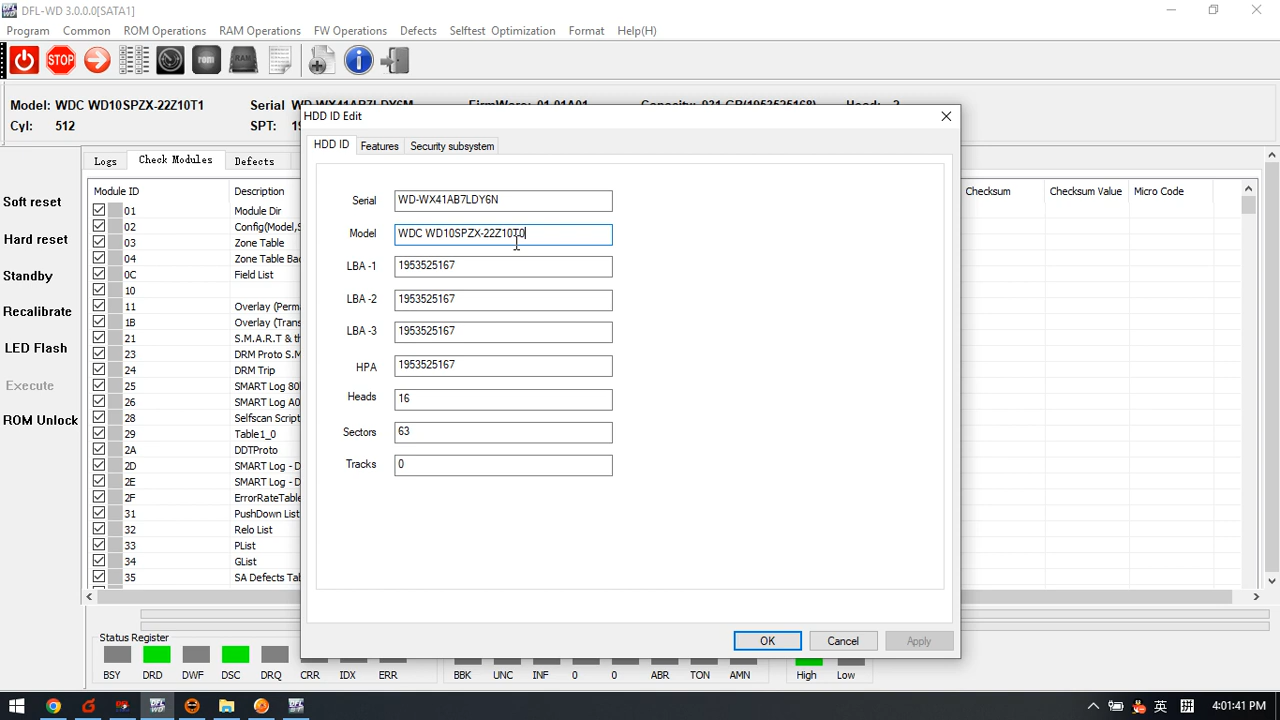 DFL-WD 3.0.0.0[SATA1]
Program Common ROM Operations RAM Operations FW Operations Defects Selftest Optimization Format Help(H)
STOP rom RAM
Model: WDC WD10SPZX-22Z10T1 Serial
Cyl: 512 SPT:
HDD ID Edit
HDD ID Features Security subsystem
Logs Check Modules Defects
Module ID Description Checksum Checksum Value Micro Code
Serial WD-WX41AB7LDY6N
Model WDC WD10SPZX-22Z10T0
LBA -1 1953525167
LBA -2 1953525167
LBA -3 1953525167
HPA 1953525167
Heads 16
Sectors 63
Tracks 0
OK Cancel Apply
Soft reset
Hard reset
Standby
Recalibrate
LED Flash
Execute
ROM Unlock
01 Module Dir
02 Config(Model,S
03 Zone Table
04 Zone Table Bac
0C Field List
10
11 Overlay (Perm
1B Overlay (Trans
21 S.M.A.R.T & th
23 DRM Proto S.M
24 DRM Trip
25 SMART Log 80
26 SMART Log A0
28 Selfscan Script
29 Table1_0
2A DDTProto
2D SMART Log - D
2E SMART Log - D
2F ErrorRateTable
31 PushDown List
32 Relo List
33 PList
34 GList
35 SA Defects Tab
Status Register
BSY DRD DWF DSC DRQ CRR IDX ERR BBK UNC INF 0 0 ABR TON AMN High Low
英 拼 4:01:41 PM